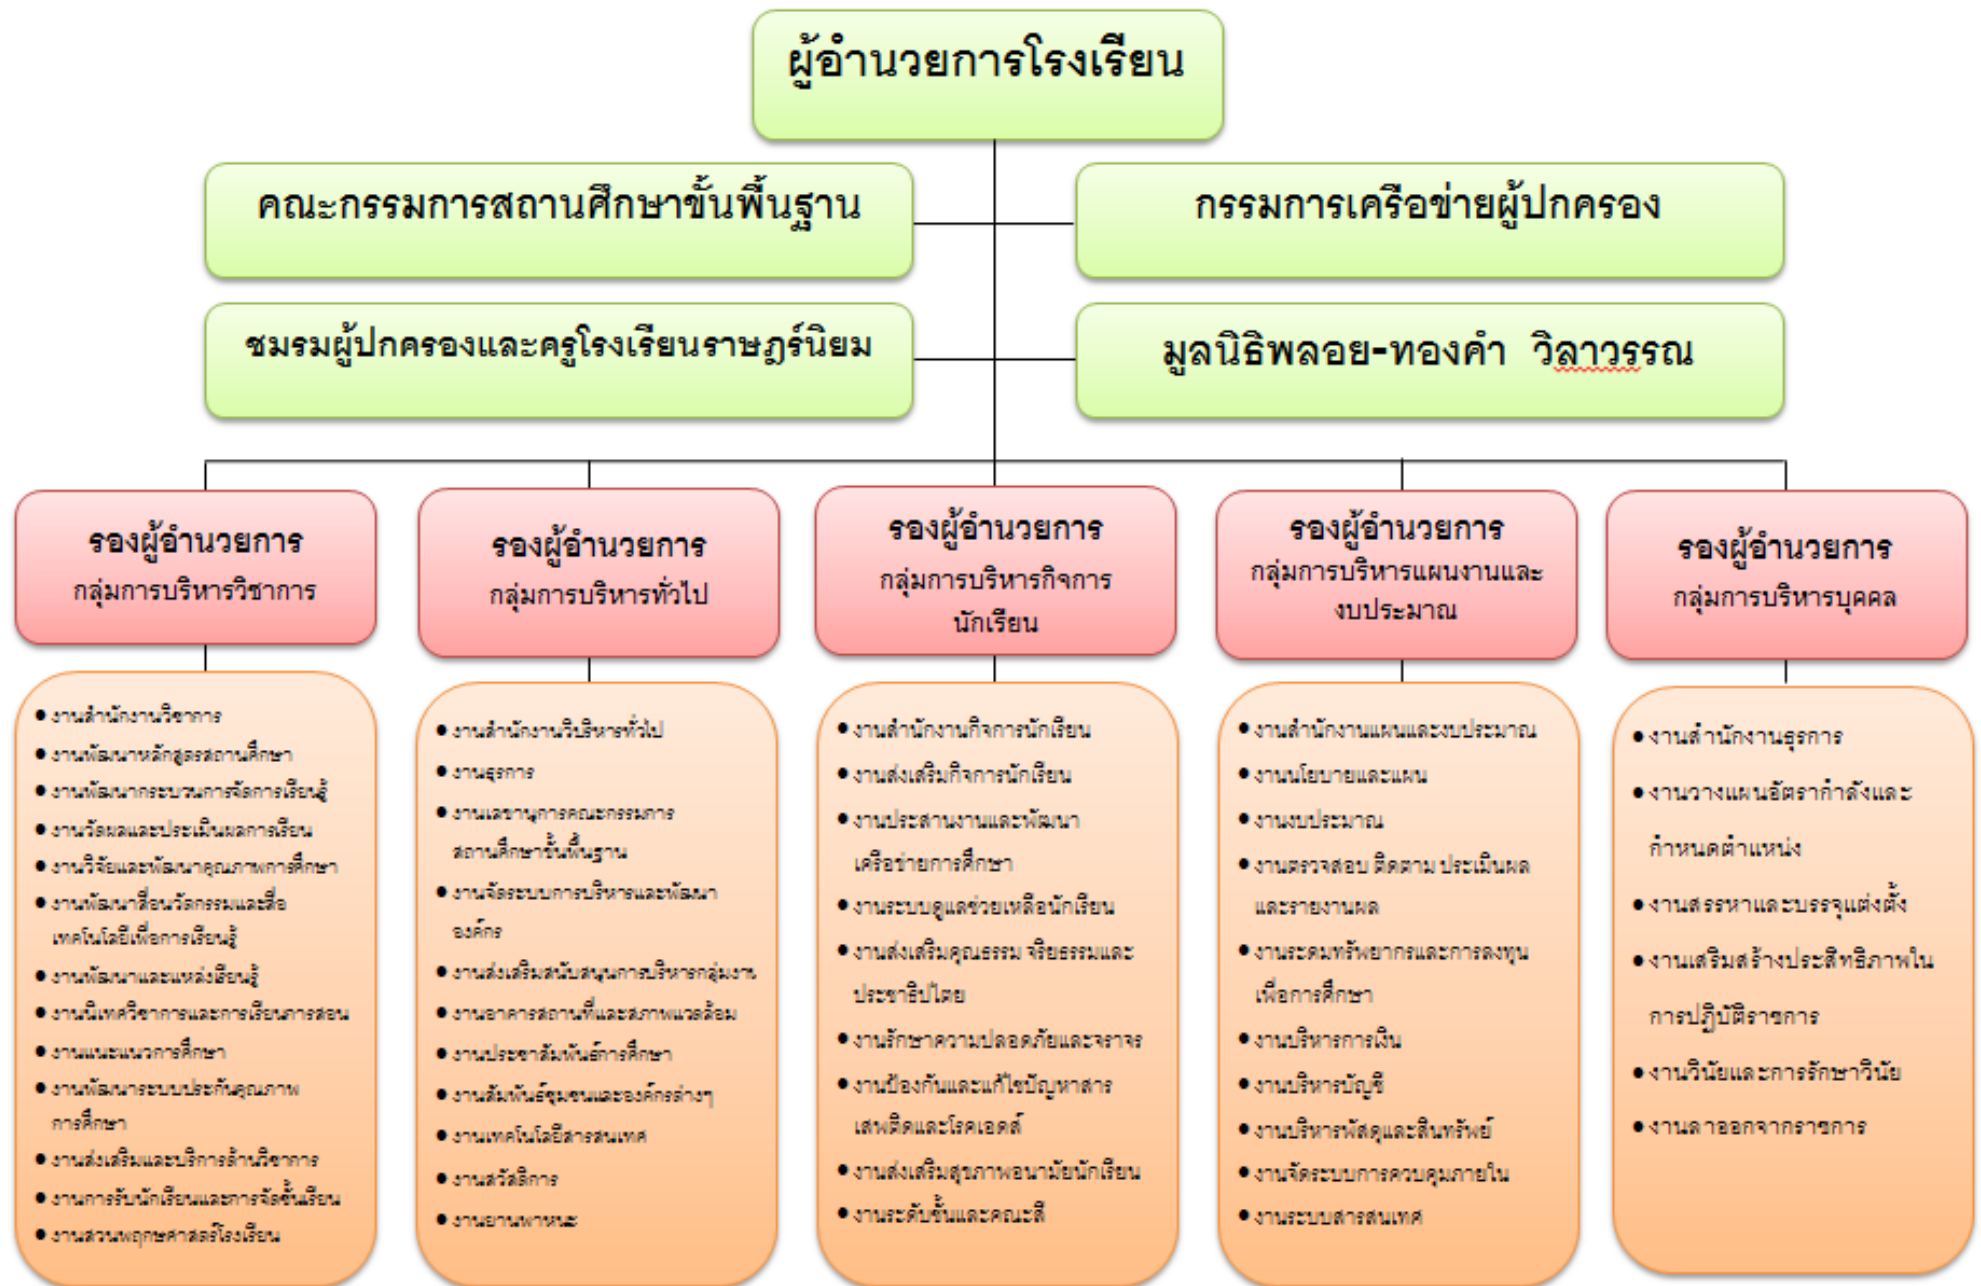 ผู้อำนวยการโรงเรียน
คณะกรรมการสถานศึกษาขั้นพื้นฐาน
กรรมการเครือข่ายผู้ปกครอง
ชมรมผู้ปกครองและครูโรงเรียนราษฎร์นิยม
มูลนิธิพลอย-ทองคำ วิลาวรรณ
รองผู้อำนวยการ
กลุ่มการบริหารวิชาการ
รองผู้อำนวยการ
กลุ่มการบริหารทั่วไป
รองผู้อำนวยการ
กลุ่มการบริหารกิจการ
นักเรียน
รองผู้อำนวยการ
กลุ่มการบริหารแผนงานและ
งบประมาณ
รองผู้อำนวยการ
กลุ่มการบริหารบุคคล
● งานสำนักงานวิชาการ
● งานพัฒนาหลักสูตรสถานศึกษา
● งานพัฒนากระบวนการจัดการเรียนรู้
● งานวัดผลและประเมินผลการเรียน
● งานวิจัยและพัฒนาคุณภาพการศึกษา
● งานพัฒนาสื่อนวัตกรรมและสื่อ
เทคโนโลยีเพื่อการเรียนรู้
● งานพัฒนาและแหล่งเรียนรู้
● งานนิเทศวิชาการและการเรียนการสอน
● งานแนะแนวการศึกษา
● งานพัฒนาระบบประกันคุณภาพ
การศึกษา
● งานส่งเสริมและบริการด้านวิชาการ
● งานการรับนักเรียนและการจัดชั้นเรียน
● งานสวนพฤกษศาสตร์โรงเรียน
● งานสำนักงานวิบริหารทั่วไป
● งานธุรการ
● งานเลขานุการคณะกรรมการ
สถานศึกษาขั้นพื้นฐาน
● งานจัดระบบการบริหารและพัฒนา
องค์กร
● งานส่งเสริมสนับสนุนการบริหารกลุ่มงาน
● งานอาคารสถานที่และสภาพแวดล้อม
● งานประชาสัมพันธ์การศึกษา
● งานสัมพันธ์ชุมชนและองค์กรต่างๆ
● งานเทคโนโลยีสารสนเทศ
● งานสวัสดิการ
● งานยานพาหนะ
● งานสำนักงานกิจการนักเรียน
● งานส่งเสริมกิจการนักเรียน
● งานประสานงานและพัฒนา
เครือข่ายการศึกษา
● งานระบบดูแลช่วยเหลือนักเรียน
● งานส่งเสริมคุณธรรม จริยธรรมและ
ประชาธิปไตย
● งานรักษาความปลอดภัยและจราจร
● งานป้องกันและแก้ไขปัญหาสาร
เสพติดและโรคเอดส์
● งานส่งเสริมสุขภาพอนามัยนักเรียน
● งานระดับชั้นและคณะสี
● งานสำนักงานแผนและงบประมาณ
● งานนโยบายและแผน
● งานงบประมาณ
● งานตรวจสอบ ติดตาม ประเมินผล
และรายงานผล
● งานระดมทรัพยากรและการลงทุน
เพื่อการศึกษา
● งานบริหารการเงิน
● งานบริหารบัญชี
● งานบริหารพัสดุและสินทรัพย์
● งานจัดระบบการควบคุมภายใน
● งานระบบสารสนเทศ
● งานสำนักงานธุรการ
● งานวางแผนอัตรากำลังและ
กำหนดตำแหน่ง
● งานสรรหาและบรรจุแต่งตั้ง
● งานเสริมสร้างประสิทธิภาพใน
การปฏิบัติราชการ
● งานวินัยและการรักษาวินัย
● งานลาออกจากราชการ